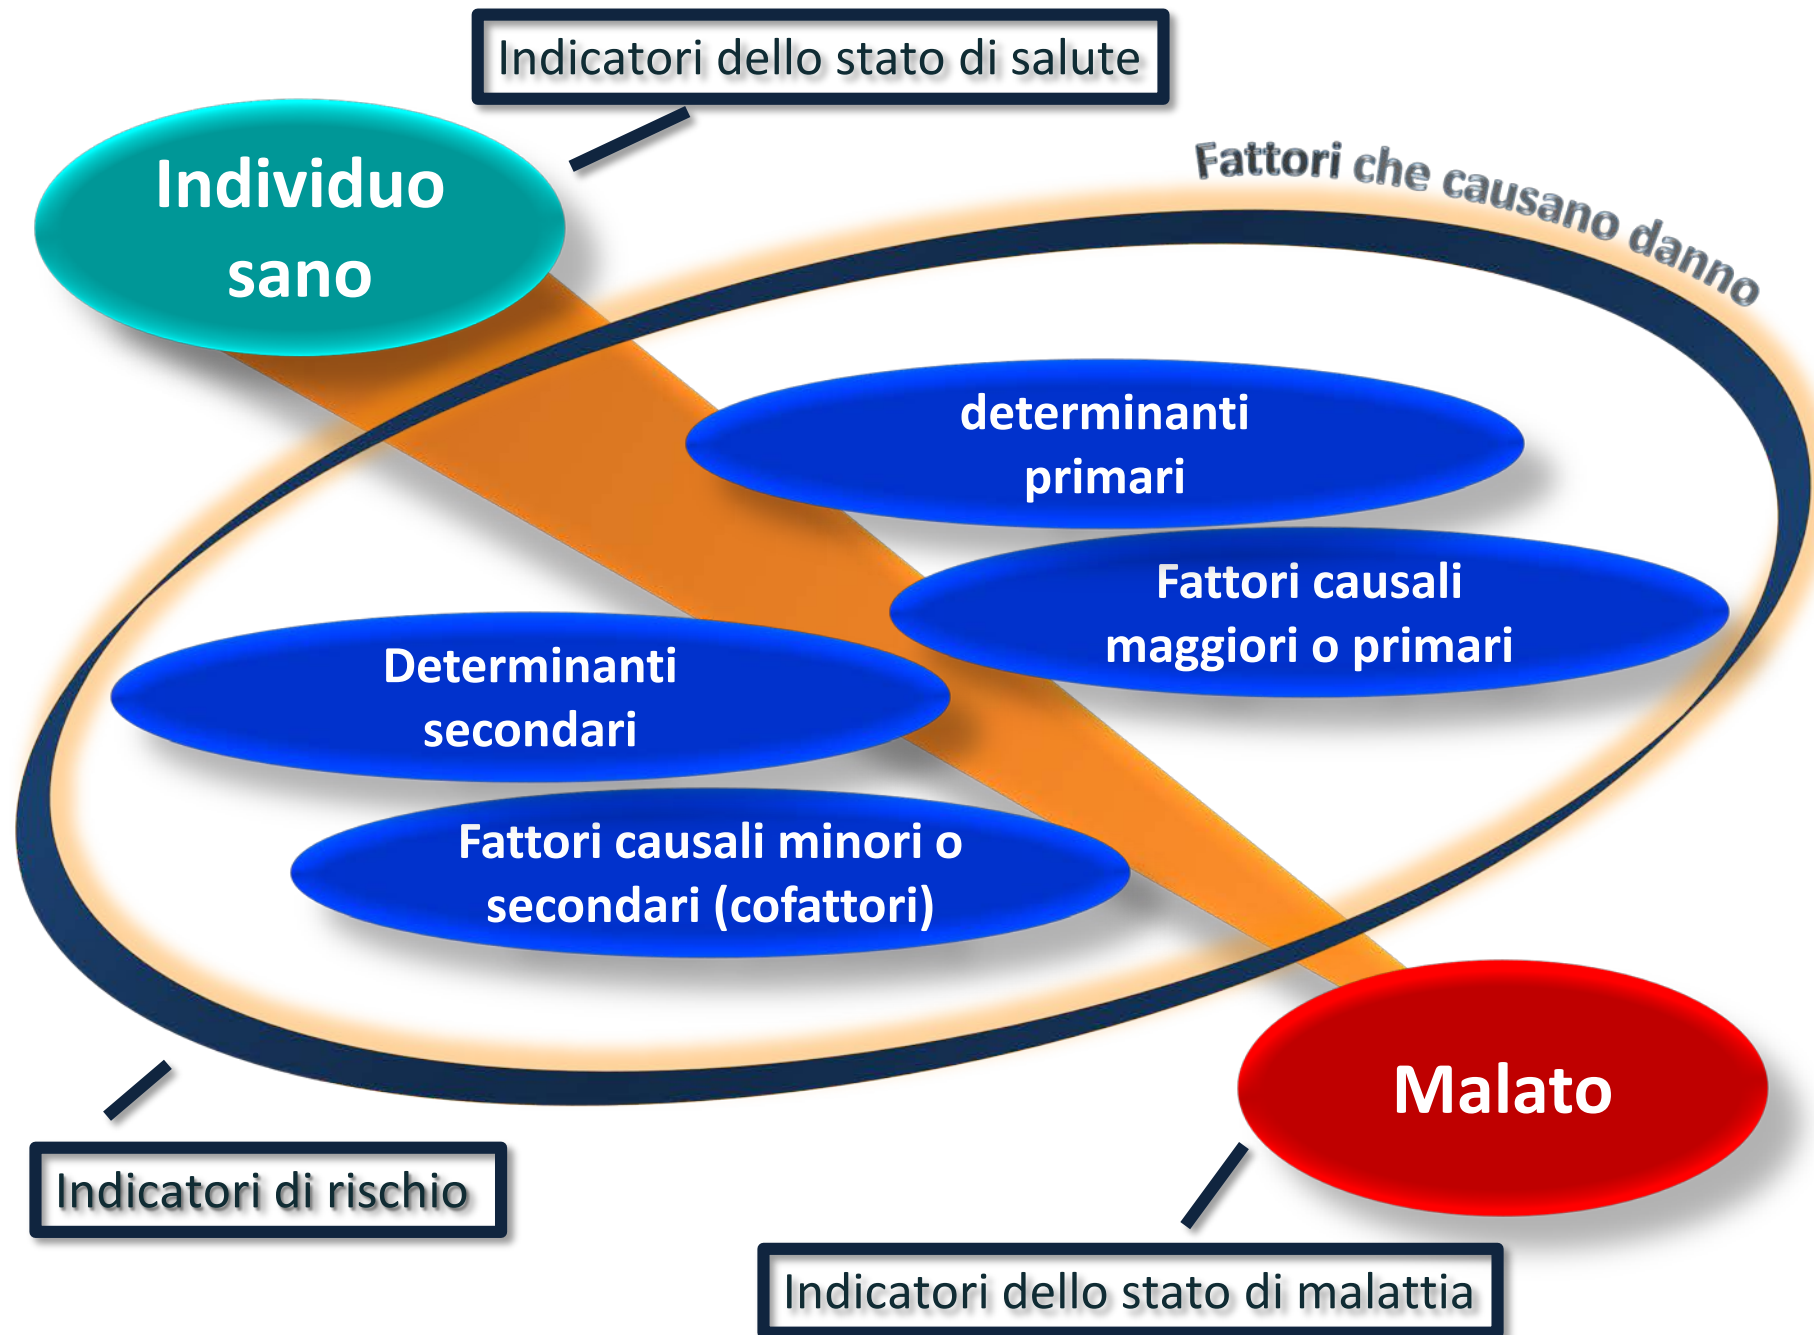 Indicatori dello stato di salute
Individuo
sano
Fattori che causano danno
determinanti
primari
Fattori causali
maggiori o primari
Determinanti
secondari
Fattori causali minori o
secondari (cofattori)
Malato
Indicatori di rischio
Indicatori dello stato di malattia